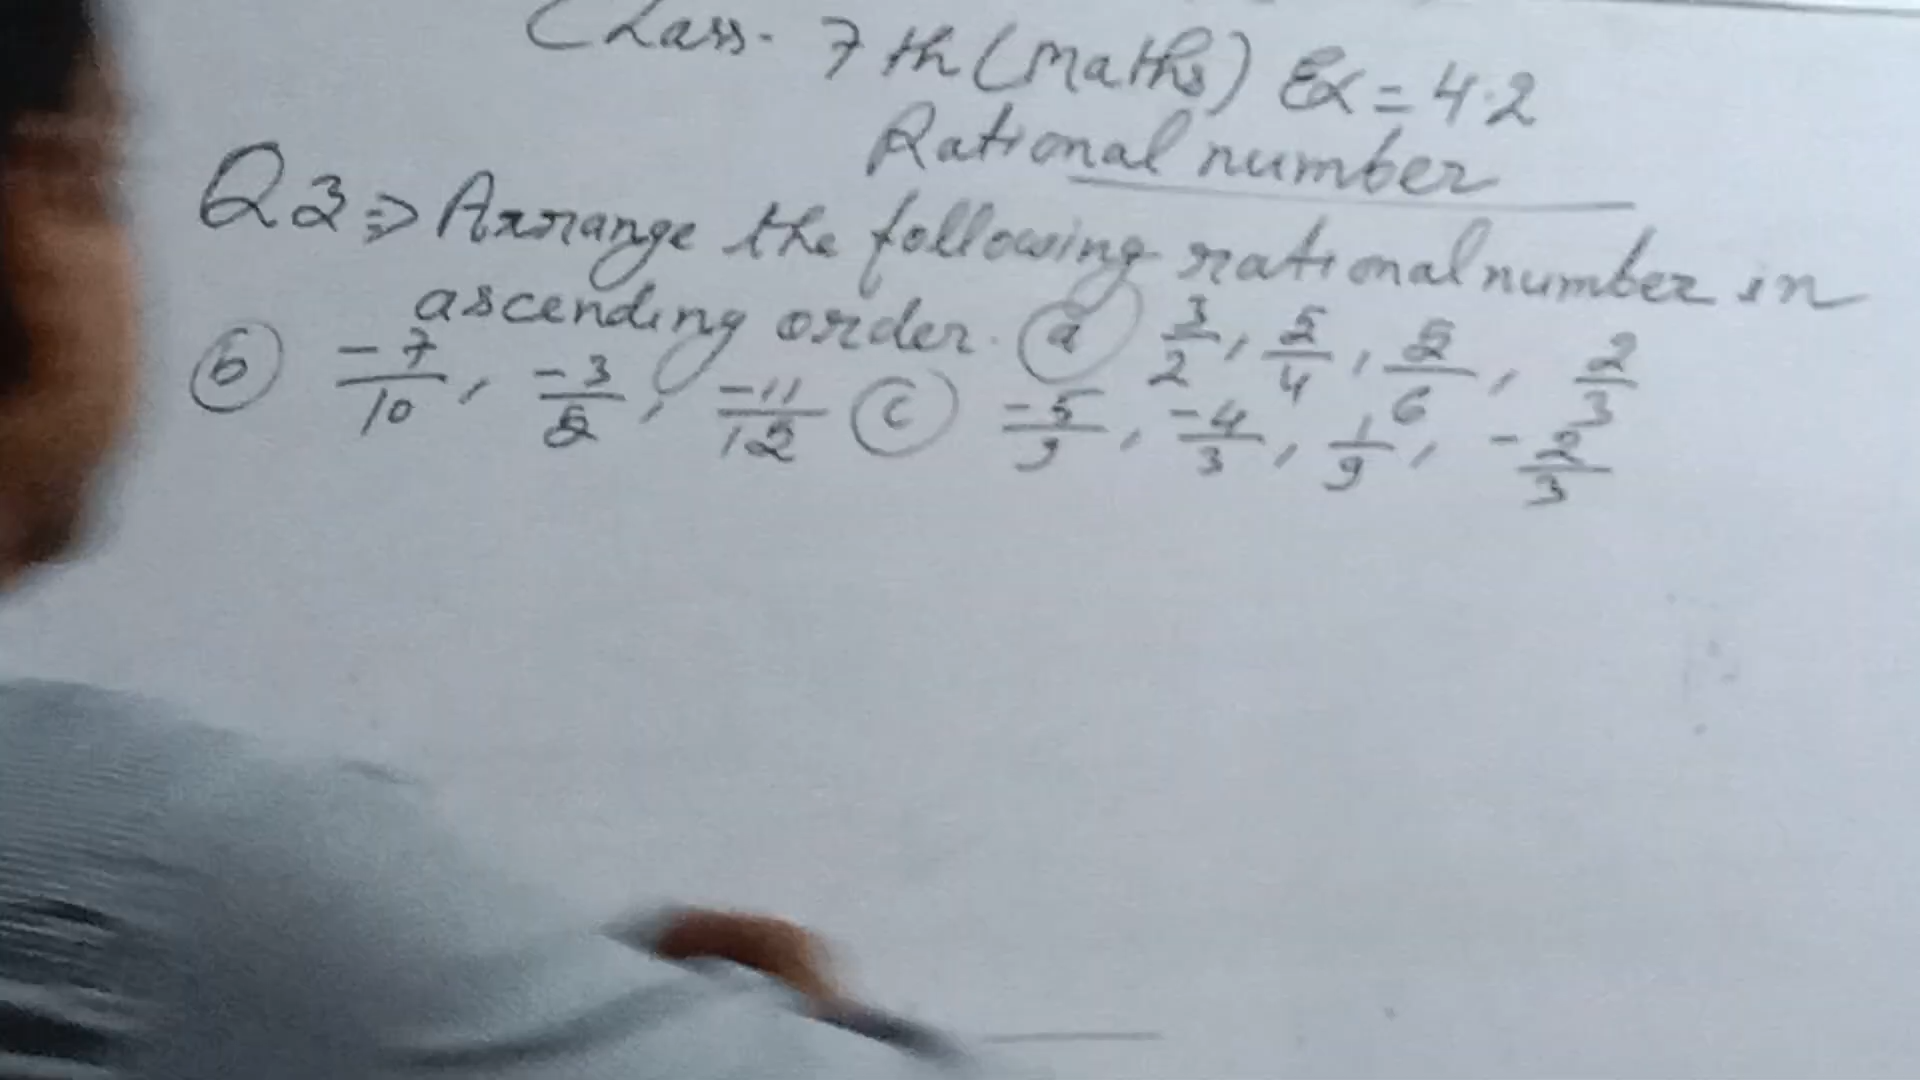 Class- 7th (Maths) Ex = 4.2
Rational number
Q3 ⇒ Arrange the following rational number in
ascending order. (a) 3/2, 5/4, 5/6, 2/3
(b) -7/10, -3/5, -11/12 (c) -5/9, -4/3, 1/9, -2/3